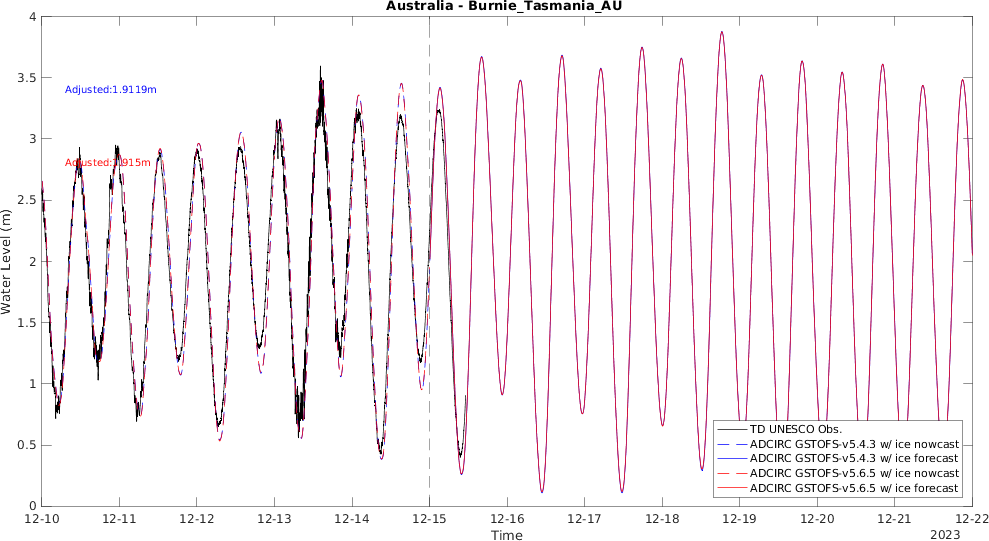 Australia - Burnie_Tasmania_AU
4
3.5
3
2.5
2
1.5
1
0.5
0
Water Level (m)
Adjusted:1.9119m
Adjusted:1.915m
TD UNESCO Obs.
ADCIRC GSTOFS-v5.4.3 w/ ice nowcast
ADCIRC GSTOFS-v5.4.3 w/ ice forecast
ADCIRC GSTOFS-v5.6.5 w/ ice nowcast
ADCIRC GSTOFS-v5.6.5 w/ ice forecast
12-10 12-11 12-12 12-13 12-14 12-15 12-16 12-17 12-18 12-19 12-20 12-21 12-22
Time
2023